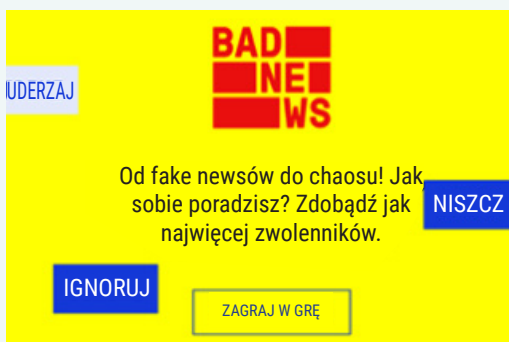 BAD
NE
WS
UDERZAJ
Od fake newsów do chaosu! Jak
sobie poradzisz? Zdobądź jak
najwięcej zwolenników.
NISZCZ
IGNORUJ
ZAGRAJ W GRĘ